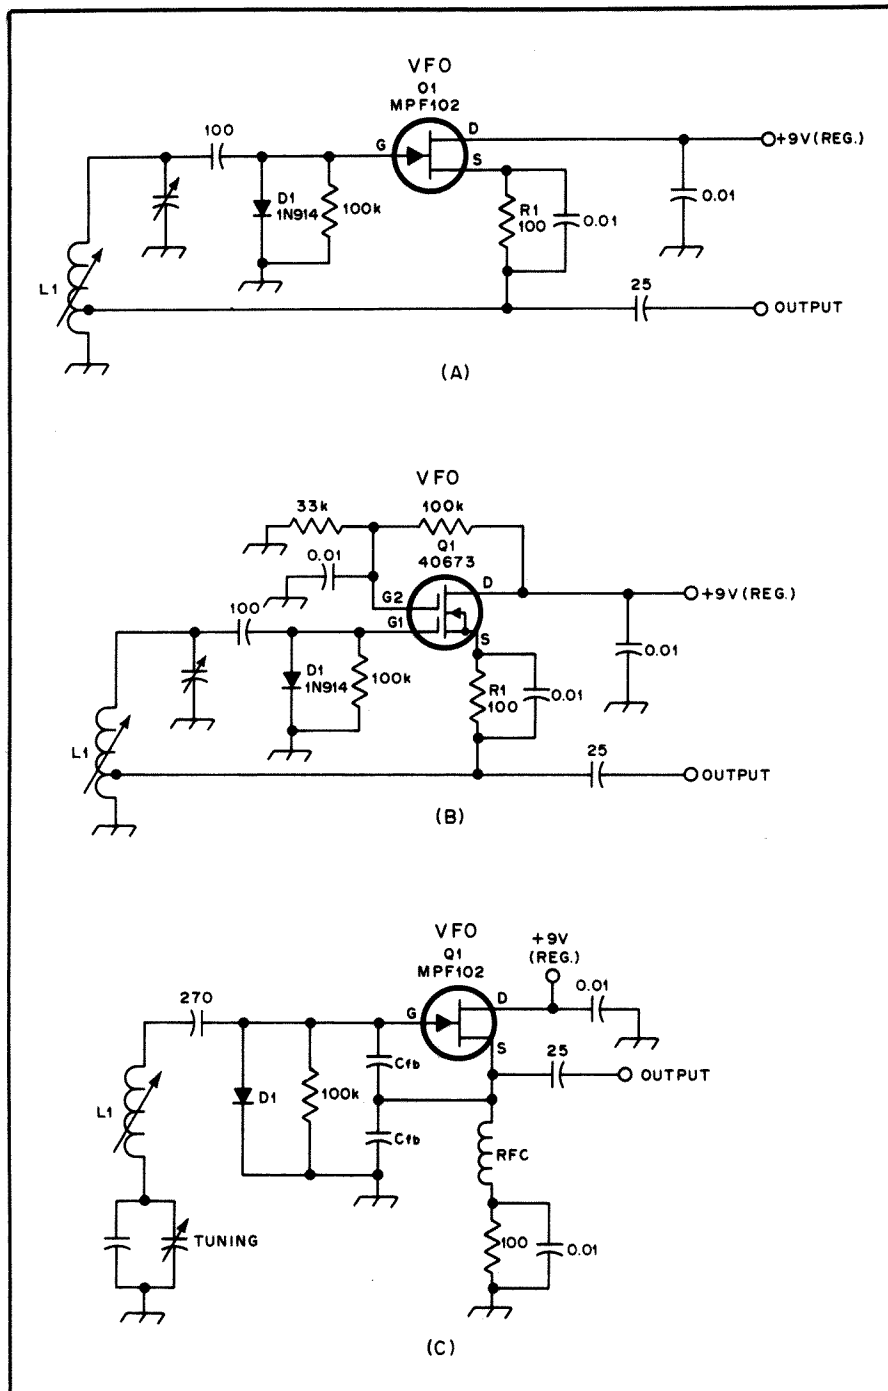 VFO
Q1
MPF102
D
100
G
+9V (REG.)
S
D1
1N914
100k
R1
100
0.01
0.01
L1
25
OUTPUT
(A)
VFO
33k
100k
Q1
40673
0.01
D
G2
+9V (REG.)
100
G1
S
0.01
D1
1N914
100k
R1
100
0.01
L1
25
OUTPUT
(B)
VFO
Q1
MPF102
+9V
(REG.)
270
D
0.01
G
S
25
Cfb
OUTPUT
L1
D1
100k
Cfb
RFC
TUNING
100
0.01
(C)